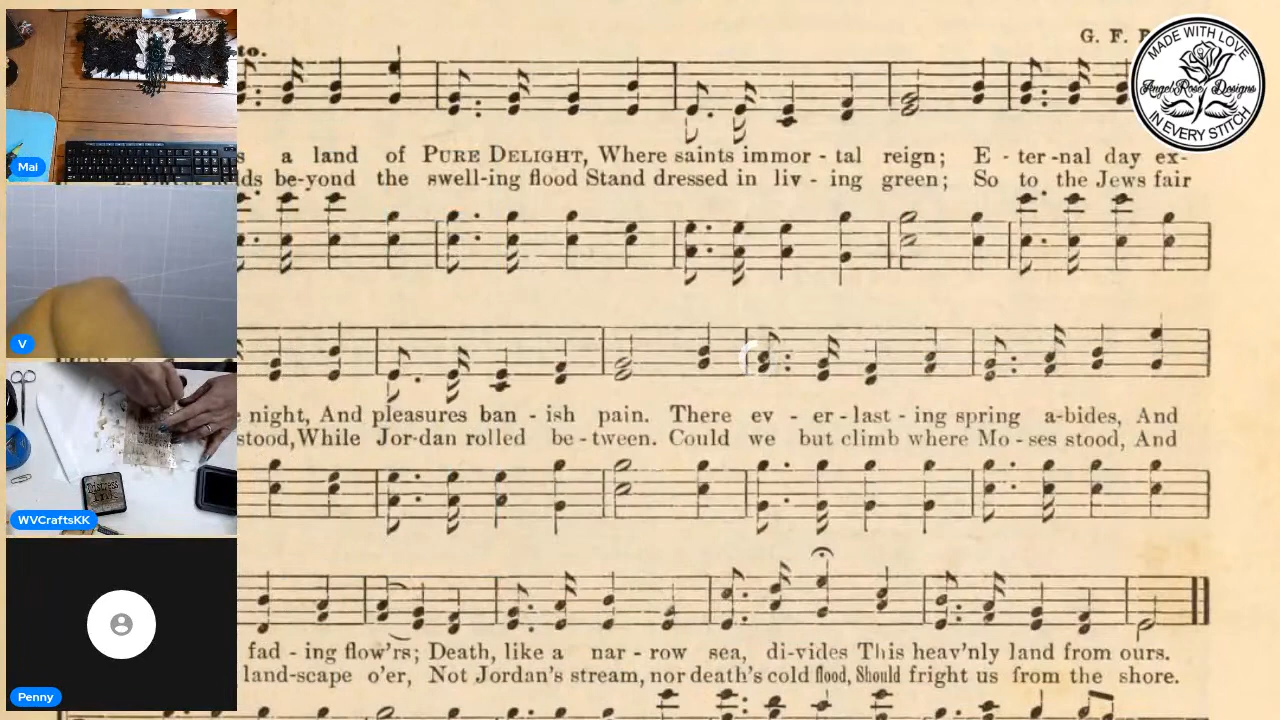 to.
G. F.
MADE WITH LOVE
AngelRose Designs
IN EVERY STITCH
a land of PURE DELIGHT, Where saints immor - tal reign; E - ter - nal day ex-
be-yond the swell-ing flood Stand dressed in liv - ing green; So to the Jews fair
night, And pleasures ban - ish pain. There ev - er - last - ing spring a-bides, And
stood, While Jor-dan rolled be - tween. Could we but climb where Mo - ses stood, And
fad - ing flow'rs; Death, like a nar - row sea, di-vides This heav'nly land from ours.
land-scape o'er, Not Jordan's stream, nor death's cold flood, Should fright us from the shore.
Mai
V
Distress
WVCraftsKK
Penny